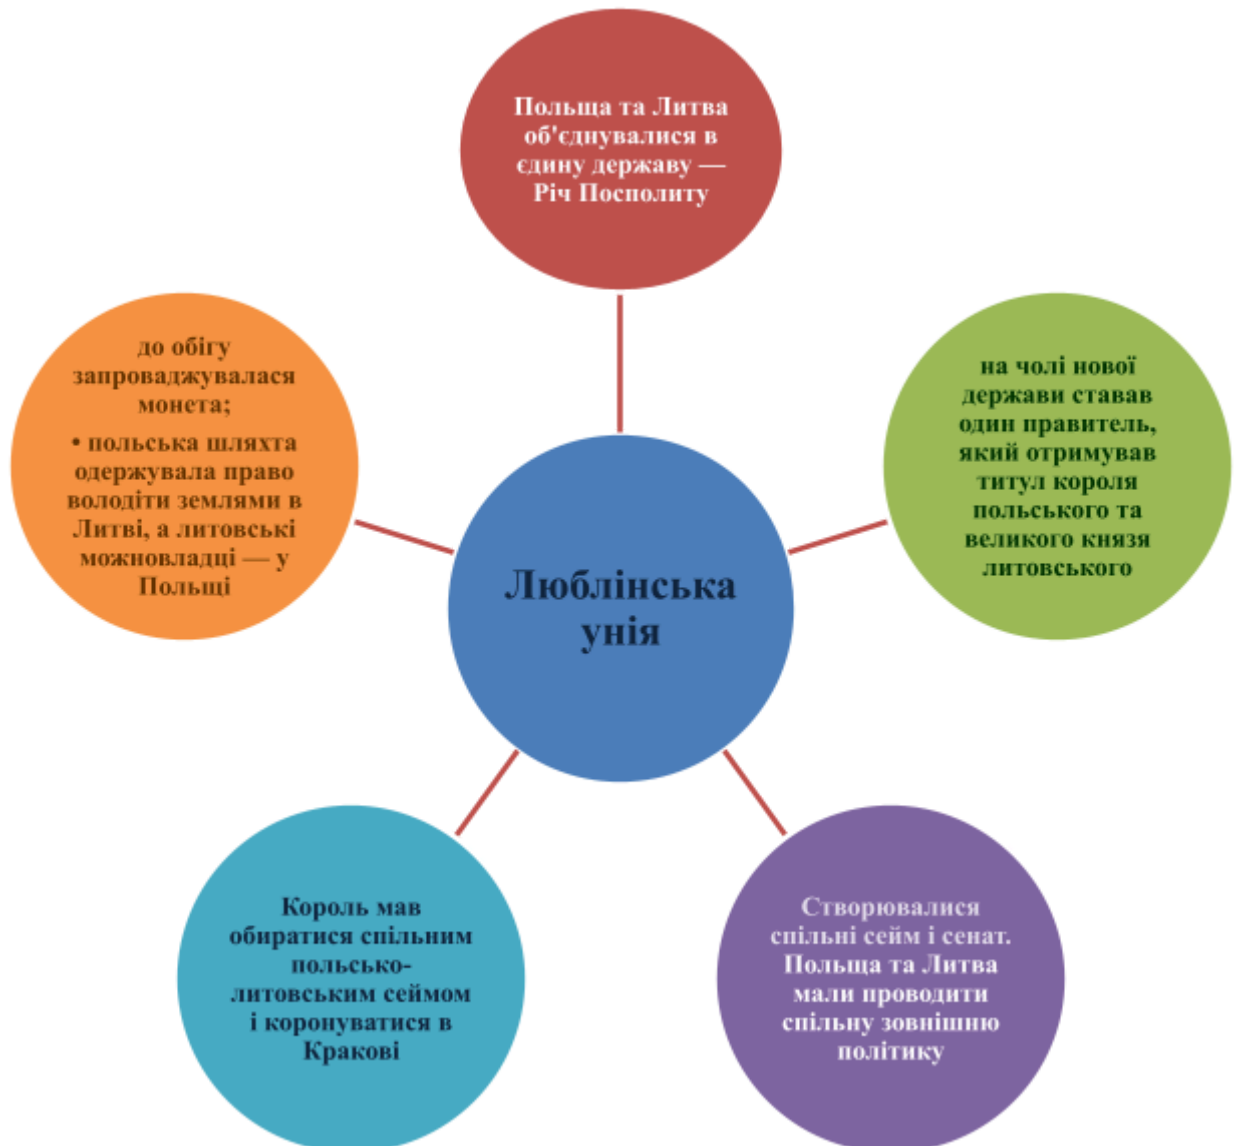 Польща та Литва
об'єднувалися в
єдину державу —
Річ Посполиту
до обігу
запроваджувалася
монета;
• польська шляхта
одержувала право
володіти землями в
Литві, а литовські
можновладці — у
Польщі
на чолі нової
держави ставав
один правитель,
який отримував
титул короля
польського та
великого князя
литовського
Люблінська
унія
Король мав
обиратися спільним
польсько-
литовським сеймом
і коронуватися в
Кракові
Створювалися
спільні сейм і сенат.
Польща та Литва
мали проводити
спільну зовнішню
політику